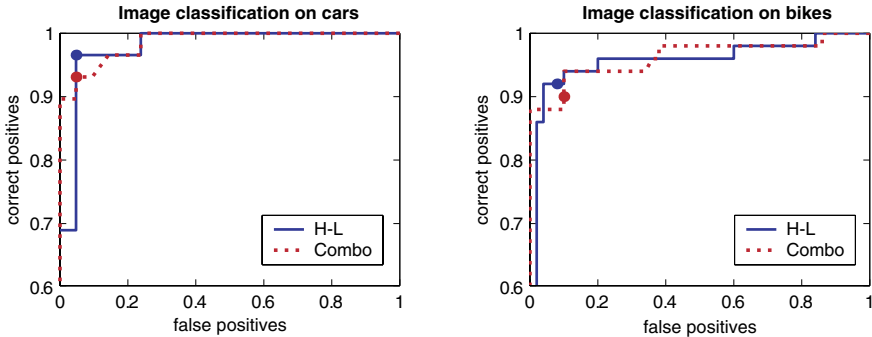 Image classification on cars
1
0.9
0.8
0.7
0.6
correct positives
H-L
Combo
0 0.2 0.4 0.6 0.8 1
false positives
Image classification on bikes
1
0.9
0.8
0.7
0.6
correct positives
H-L
Combo
0 0.2 0.4 0.6 0.8 1
false positives